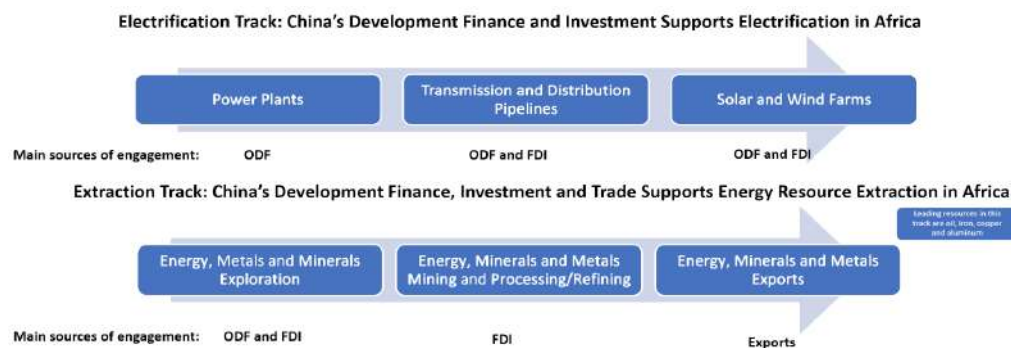 Electrification Track: China's Development Finance and Investment Supports Electrification in Africa
Power Plants
Transmission and Distribution
Pipelines
Solar and Wind Farms
Main sources of engagement:
ODF
ODF and FDI
ODF and FDI
Extraction Track: China's Development Finance, Investment and Trade Supports Energy Resource Extraction in Africa
Leading resources in this
track are oil, iron, copper
and aluminum
Energy, Metals and Minerals
Exploration
Energy, Minerals and Metals
Mining and Processing/Refining
Energy, Minerals and Metals
Exports
Main sources of engagement:
ODF and FDI
FDI
Exports